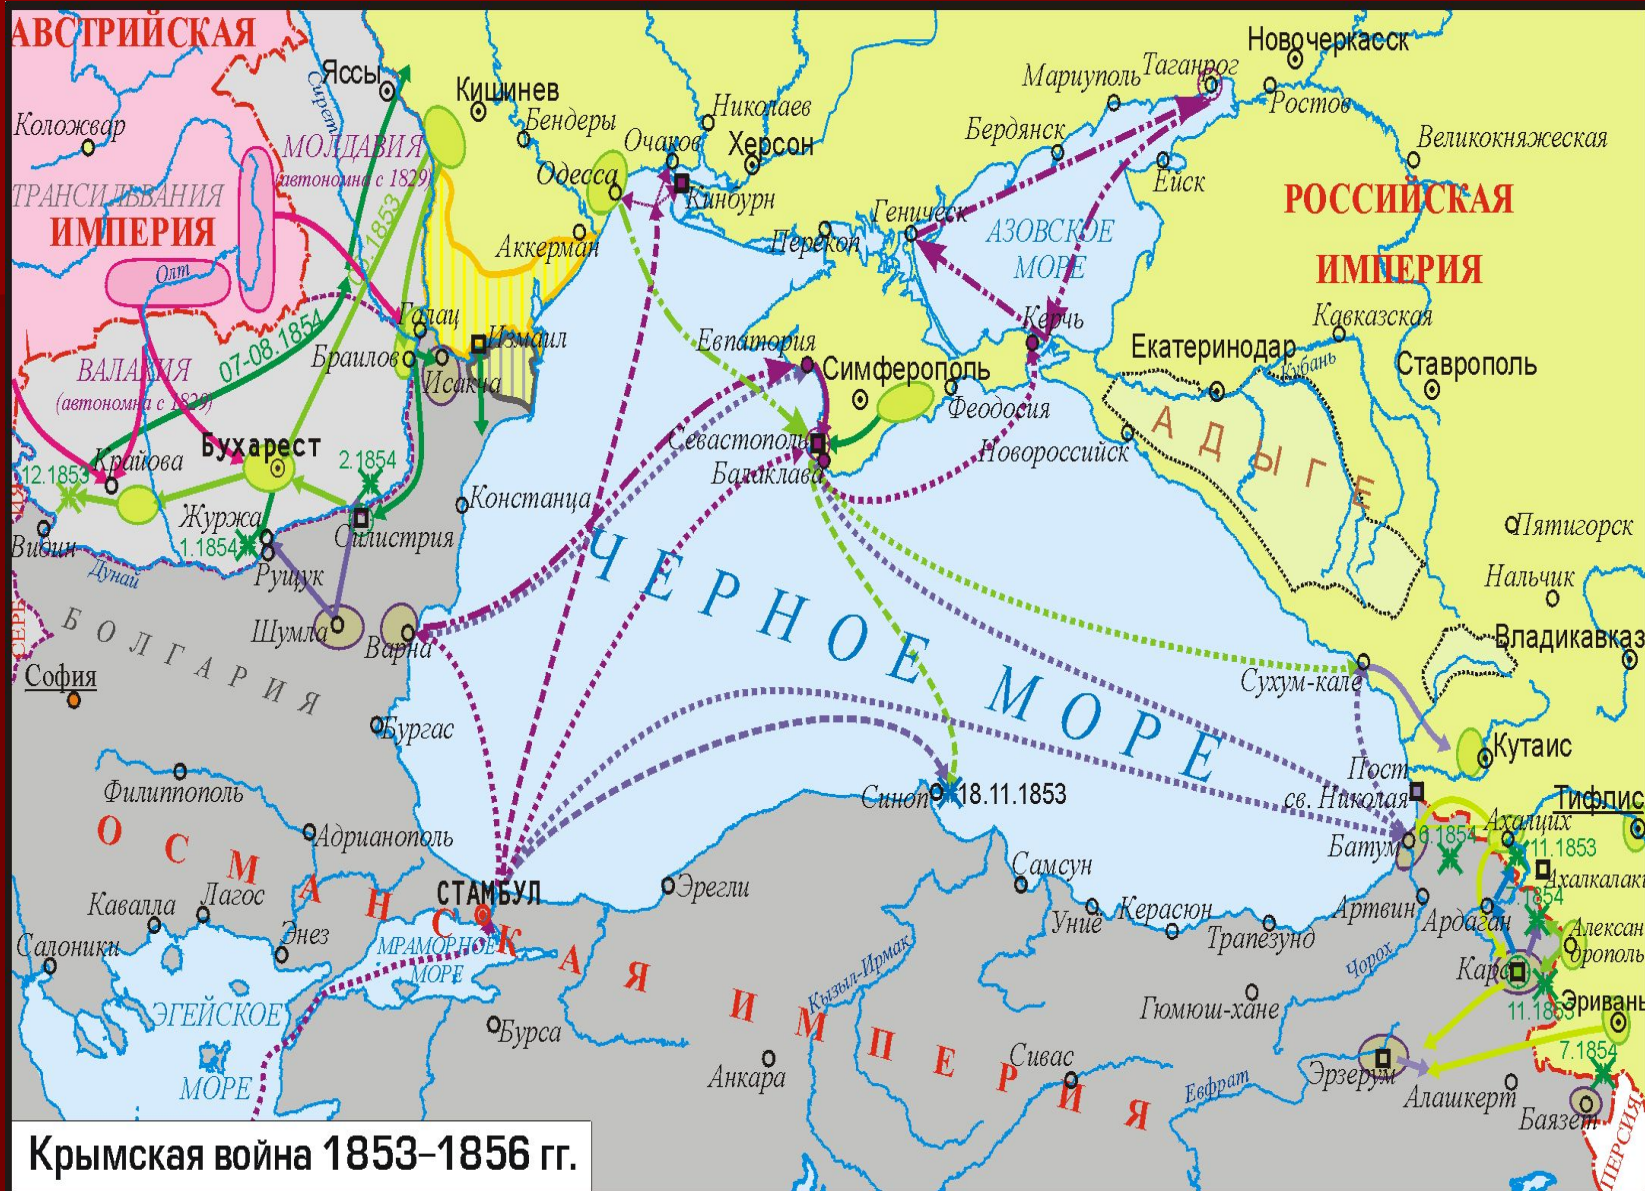 АВСТРИЙСКАЯ
ИМПЕРИЯ
Коложвар
ТРАНСИЛЬВАНИЯ
Олт
Яссы
Сирет
МОЛДАВИЯ
(автономна с 1829)
Кишинев
Бендеры
Николаев
Очаков
Херсон
Одесса
Кинбурн
Аккерман
Перекоп
Геническ
Бердянск
Мариуполь
Таганрог
Новочеркасск
Ростов
Ейск
Великокняжеская
РОССИЙСКАЯ
ИМПЕРИЯ
АЗОВСКОЕ
МОРЕ
Керчь
Кавказская
Екатеринодар
Кубань
Ставрополь
АДЫГЕ
Новороссийск
Пятигорск
Нальчик
Владикавказ
Евпатория
Симферополь
Феодосия
Севастополь
Балаклава
Галац
Браилов
Измаил
Исакча
07-08.1854
ВАЛАХИЯ
(автономна с 1829)
Бухарест
12.1853
Крайова
2.1854
Журжа
1.1854
Силистрия
Констанца
Видин
Дунай
Рущук
БОЛГАРИЯ
Шумла
Варна
СЕРБ
София
Бургас
Филиппополь
Адрианополь
ЧЕРНОЕ МОРЕ
Сухум-кале
Кутаис
Пост
св. Николая
Батум
Тифлис
Ахалцих
6.1854
11.1853
Ахалкалаки
Синоп
18.11.1853
Самсун
Уние
Керасюн
Трапезунд
Артвин
Ардаган
Алексан
дрополь
Карс
Эривань
7.1854
ОСМАНСКАЯ ИМПЕРИЯ
СТАМБУЛ
Эрегли
Кавалла
Лагос
Энез
Салоники
МРАМОРНОЕ
МОРЕ
ЭГЕЙСКОЕ
МОРЕ
Бурса
Анкара
Кызыл-Ирмак
Сивас
Гюмюш-хане
Чорох
Евфрат
Эрзерум
Алашкерт
Баязет
ПЕРСИЯ
Крымская война 1853–1856 гг.